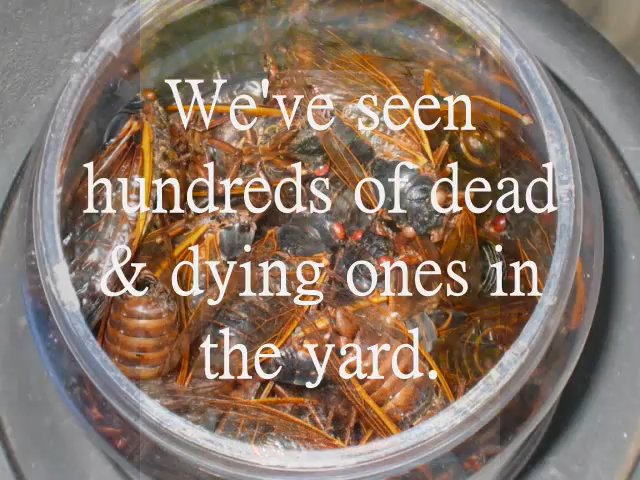 We've seen
hundreds of dead
& dying ones in
the yard.